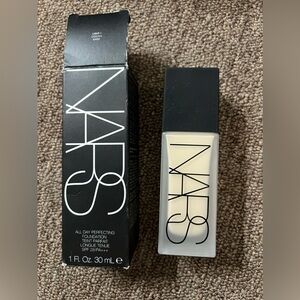 NARS
ALL DAY PERFECTING
FOUNDATION
TEINT PARFAIT
LONGUE TENUE
1 FL. Oz. 30 mL e
NARS